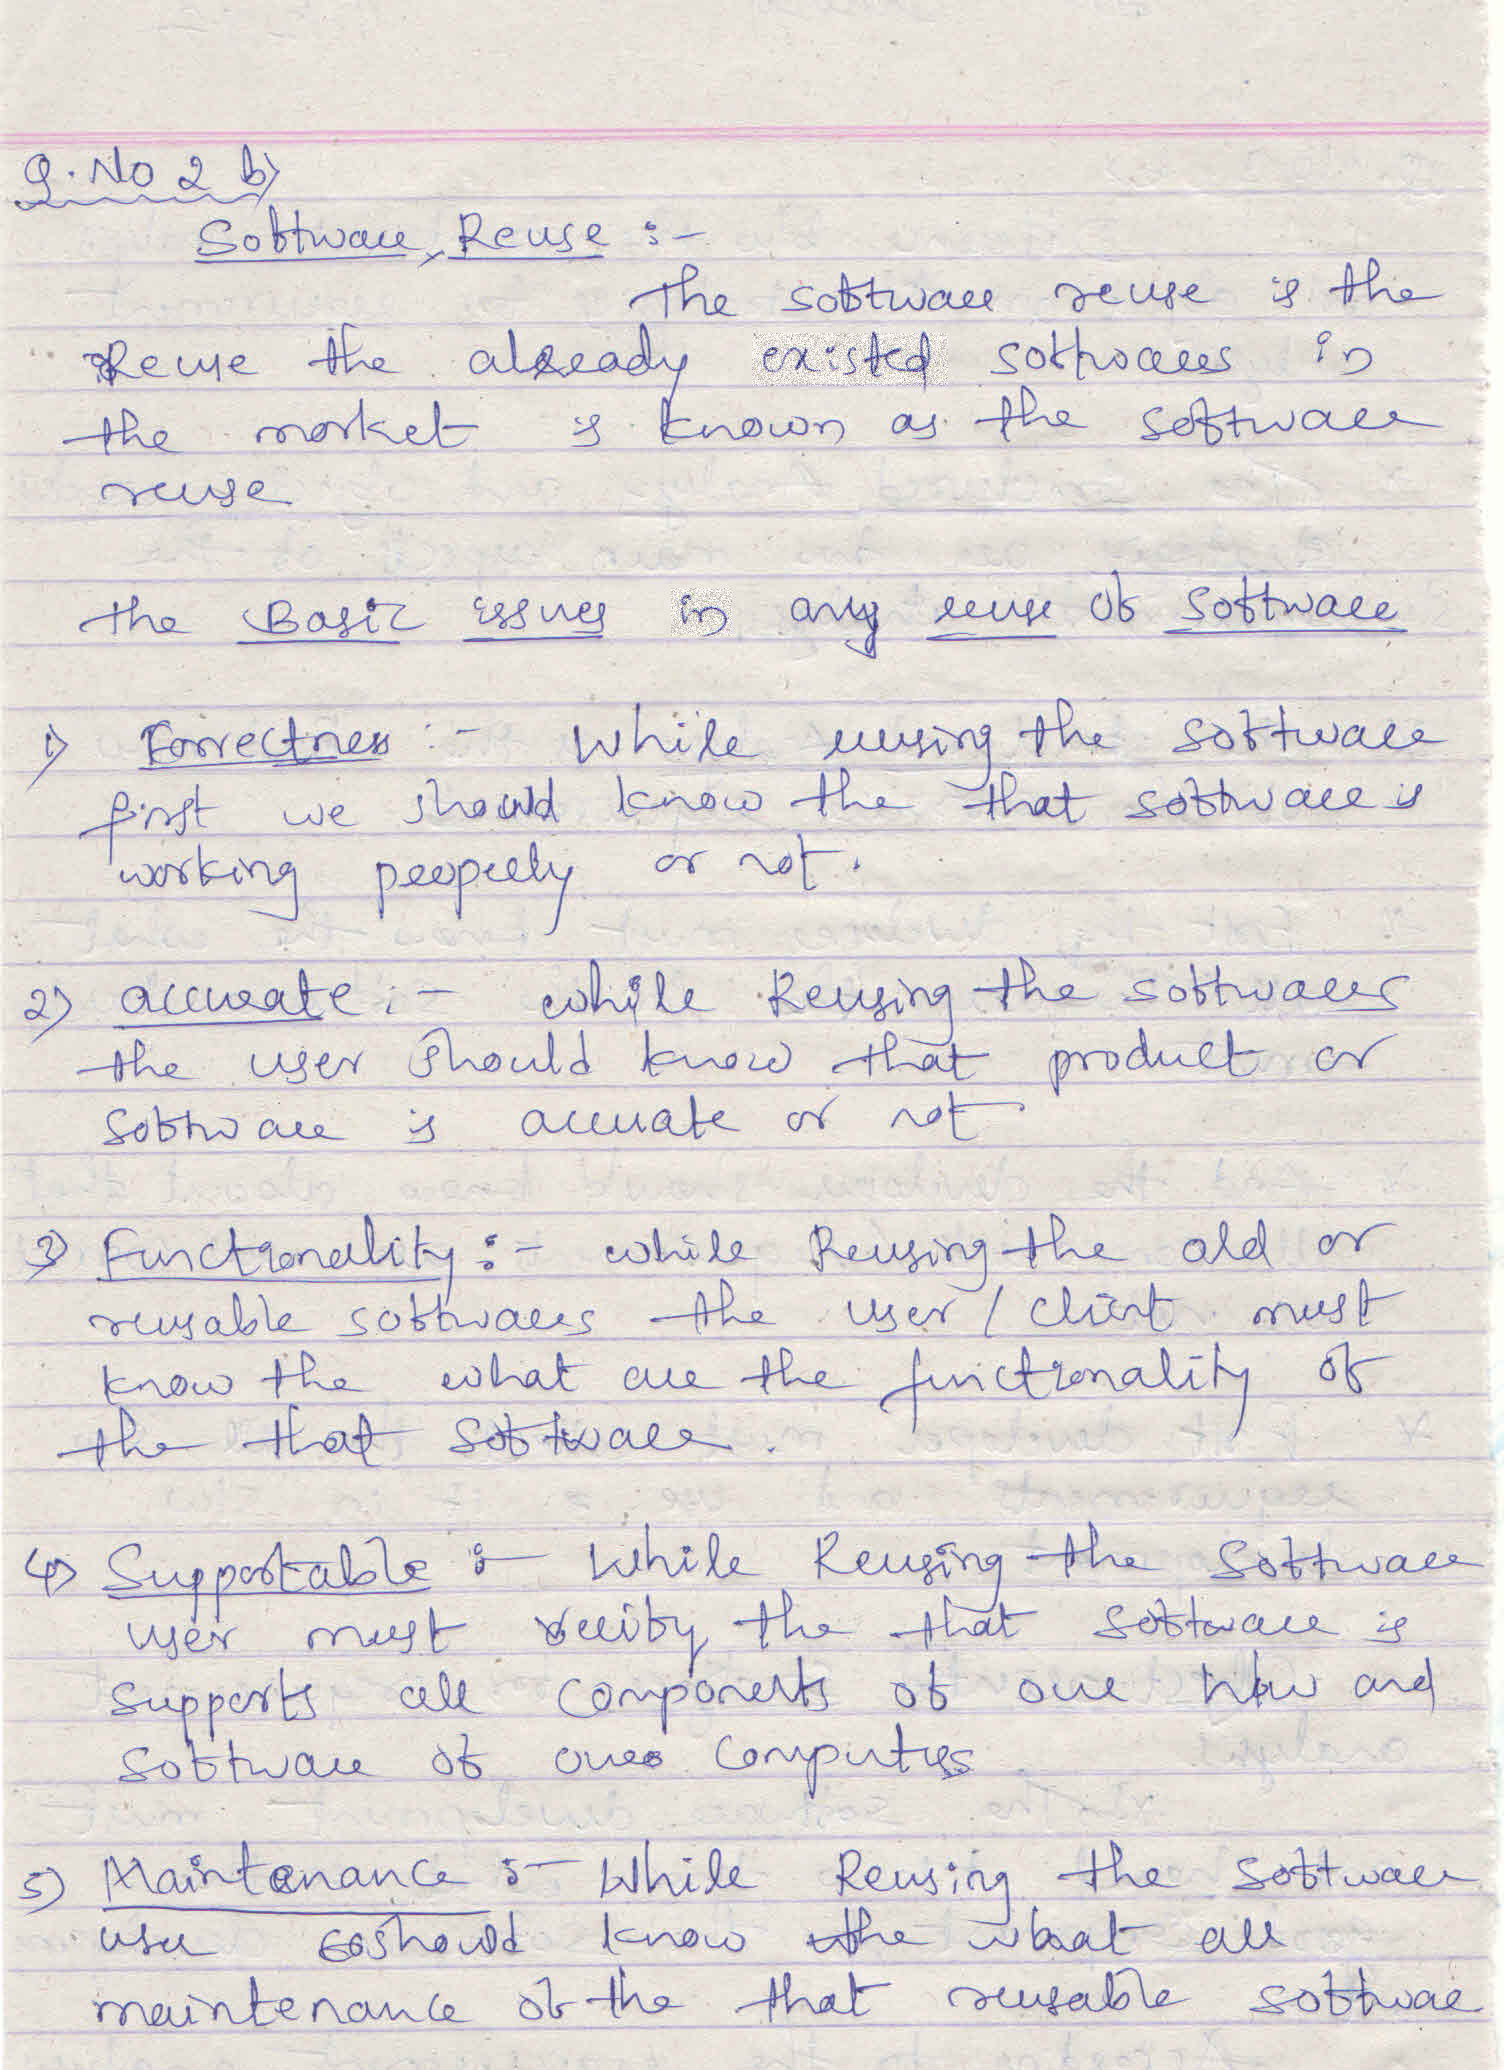 Q. No 2 b)
Software Reuse :-
The software reuse is the
Reuse the already existed softwares in
the market is known as the software
reuse
the Basic issues in any reuse of software
1) Correctness :- While reusing the software
first we should know the that software is
working properly or not.
2) accurate :- while Reusing the softwares
the user should know that product or
software is accurate or not
3) Functionality :- while Reusing the old or
reusable softwares the user / client must
know the what are the functionality of
the that software.
4) Supportable :- While Reusing the software
user must verify the that software is
supports all components of our h/w and
software of our computers
5) Maintenance :- While Reusing the software
user should know the what are
maintenance of the that reusable software